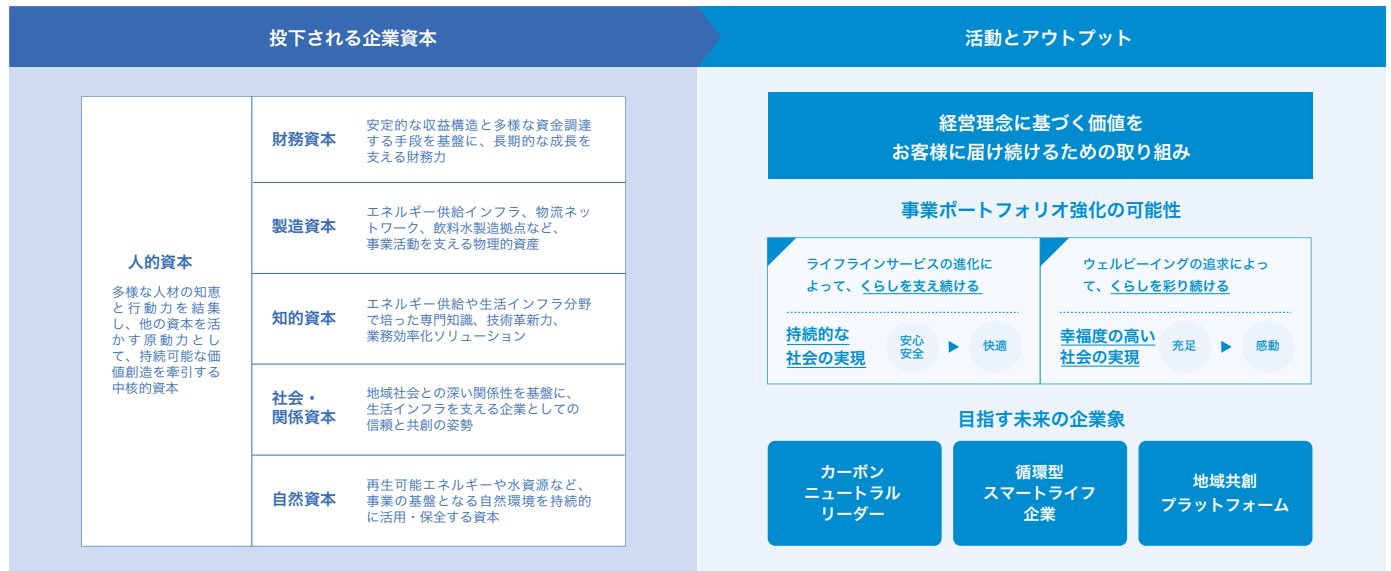 投下される企業資本
人的資本
多様な人材の知恵
と行動力を結集
し、他の資本を活
かす原動力とし
て、持続可能な価
値創造を牽引する
中核的資本
財務資本
安定的な収益構造と多様な資金調達
する手段を基盤に、長期的な成長を
支える財務力
製造資本
エネルギー供給インフラ、物流ネッ
トワーク、飲料水製造拠点など、
事業活動を支える物理的資産
知的資本
エネルギー供給や生活インフラ分野
で培った専門知識、技術革新力、
業務効率化ソリューション
社会・
関係資本
地域社会との深い関係性を基盤に、
生活インフラを支える企業としての
信頼と共創の姿勢
自然資本
再生可能エネルギーや水資源など、
事業の基盤となる自然環境を持続的
に活用・保全する資本
活動とアウトプット
経営理念に基づく価値を
お客様に届け続けるための取り組み
事業ポートフォリオ強化の可能性
ライフラインサービスの進化に
よって、くらしを支え続ける
持続的な
社会の実現
安心
安全
快適
ウェルビーイングの追求によっ
て、くらしを彩り続ける
幸福度の高い
社会の実現
充足
感動
目指す未来の企業象
カーボン
ニュートラル
リーダー
循環型
スマートライフ
企業
地域共創
プラットフォーム